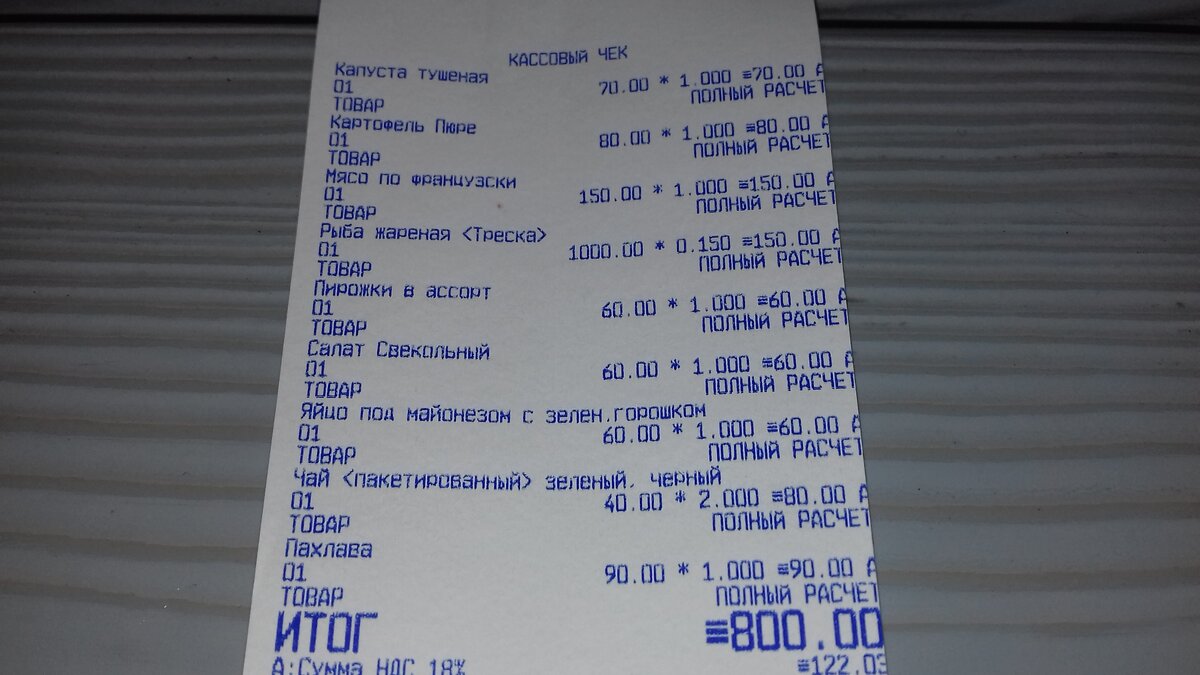 КАССОВЫЙ ЧЕК
Капуста тушеная
01 70.00 * 1.000 ≡70.00 А
ТОВАР ПОЛНЫЙ РАСЧЕТ
Картофель Пюре
01 80.00 * 1.000 ≡80.00 А
ТОВАР ПОЛНЫЙ РАСЧЕТ
Мясо по французски
01 150.00 * 1.000 ≡150.00 А
ТОВАР ПОЛНЫЙ РАСЧЕТ
Рыба жареная <Треска>
01 1000.00 * 0.150 ≡150.00 А
ТОВАР ПОЛНЫЙ РАСЧЕТ
Пирожки в ассорт
01 60.00 * 1.000 ≡60.00 А
ТОВАР ПОЛНЫЙ РАСЧЕТ
Салат Свекольный
01 60.00 * 1.000 ≡60.00 А
ТОВАР ПОЛНЫЙ РАСЧЕТ
Яйцо под майонезом с зелен.горошком
01 60.00 * 1.000 ≡60.00 А
ТОВАР ПОЛНЫЙ РАСЧЕТ
Чай <пакетированный> зеленый, черный
01 40.00 * 2.000 ≡80.00 А
ТОВАР ПОЛНЫЙ РАСЧЕТ
Пахлава
01 90.00 * 1.000 ≡90.00 А
ТОВАР ПОЛНЫЙ РАСЧЕТ
ИТОГ ≡800.00
А:Сумма НДС 18% ≡122.03